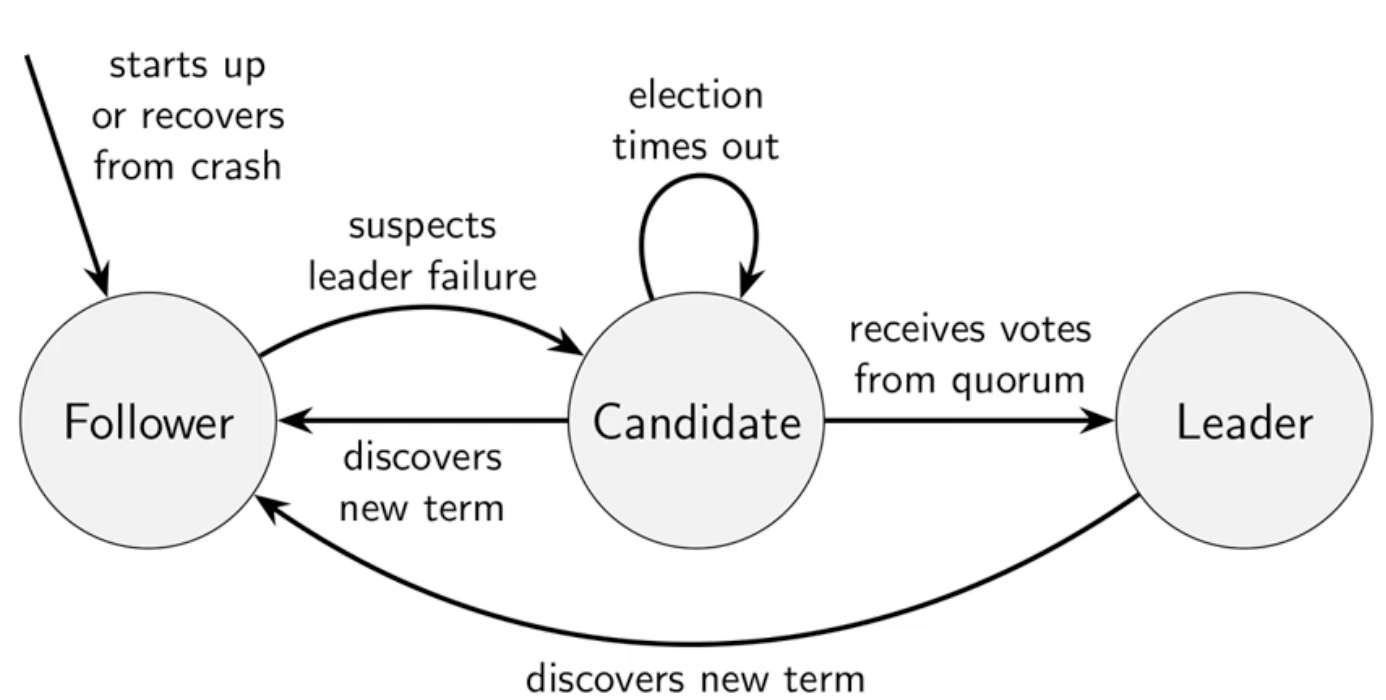 starts up
or recovers
from crash
election
times out
suspects
leader failure
receives votes
from quorum
Follower
Candidate
Leader
discovers
new term
discovers new term